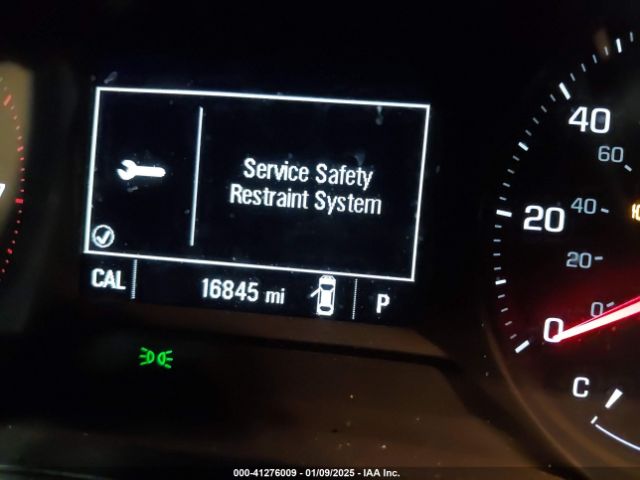 Service Safety
Restraint System
CAL
16845 mi
P
40
60
20
40
20
0
0
C
000-41276009 • 01/09/2025 • IAA Inc.